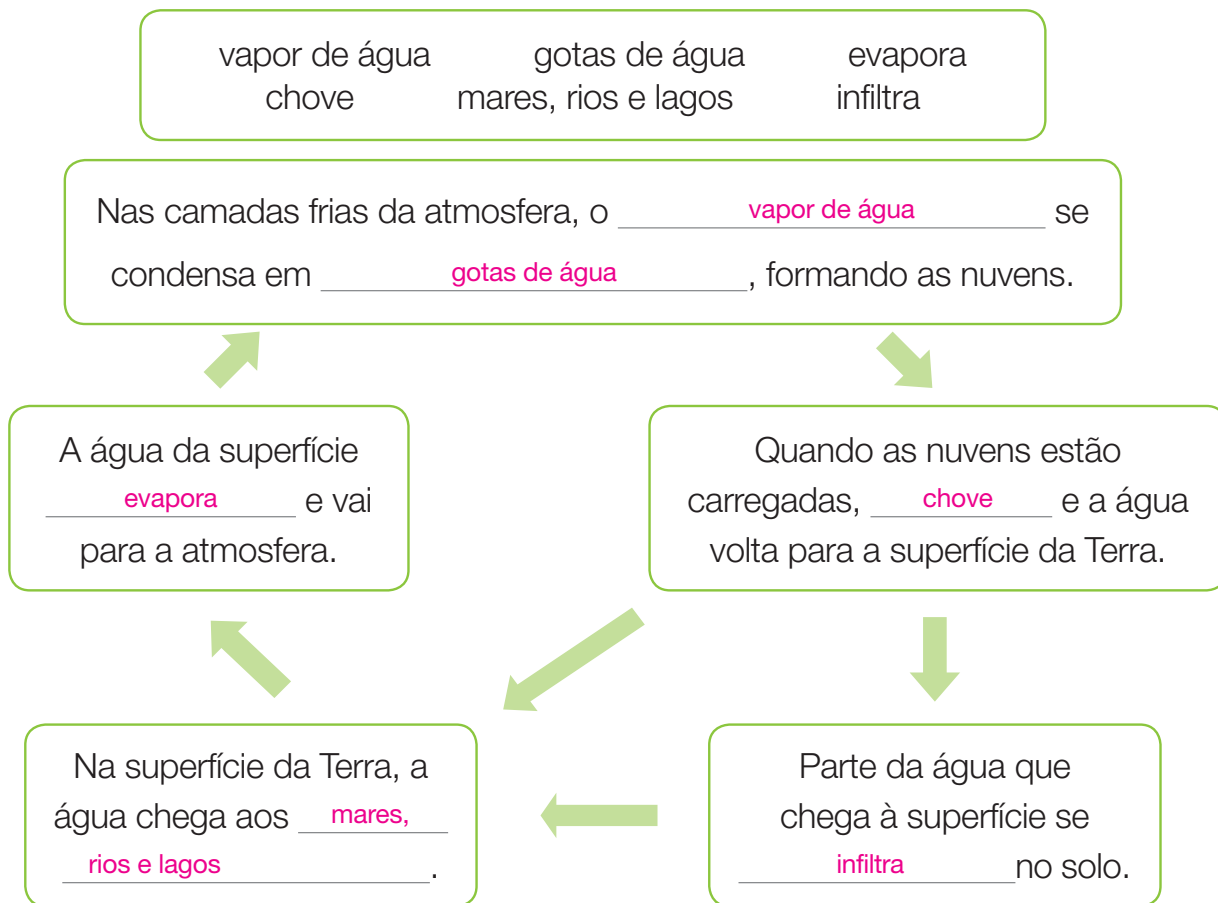 vapor de água gotas de água evapora
chove mares, rios e lagos infiltra
Nas camadas frias da atmosfera, o vapor de água se
condensa em gotas de água, formando as nuvens.
A água da superfície
evapora e vai
para a atmosfera.
Quando as nuvens estão
carregadas, chove e a água
volta para a superfície da Terra.
Na superfície da Terra, a
água chega aos mares,
rios e lagos.
Parte da água que
chega à superfície se
infiltra no solo.